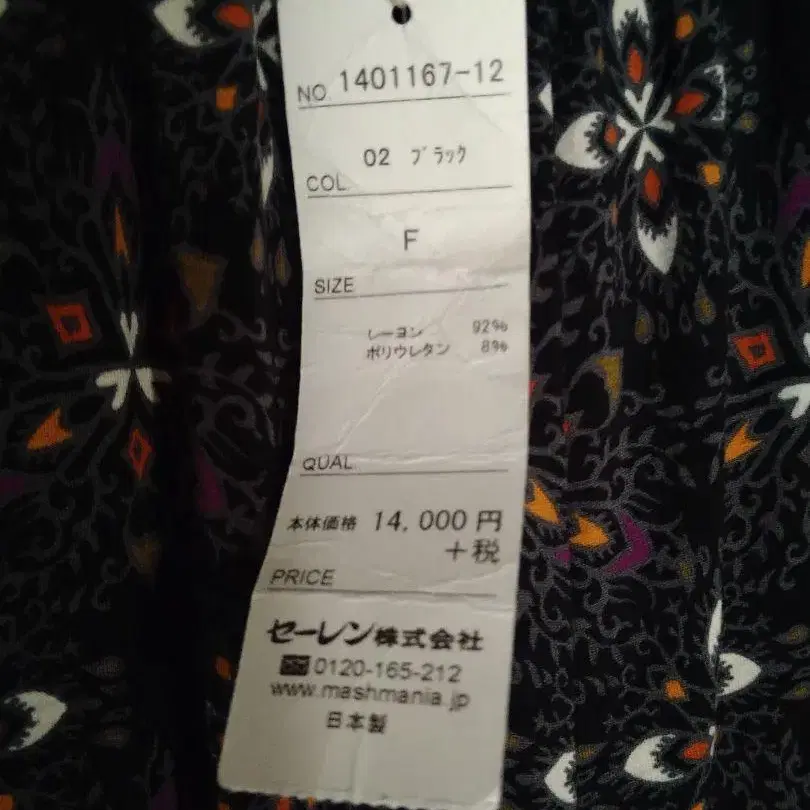 NO. 1401167-12
02 ﾌﾞﾗｯｸ
COL
F
SIZE
レーヨン 92%
ポリウレタン 8%
QUAL
本体価格 14,000円
+税
PRICE
セーレン株式会社
0120-165-212
www.mashmania.jp
日本製